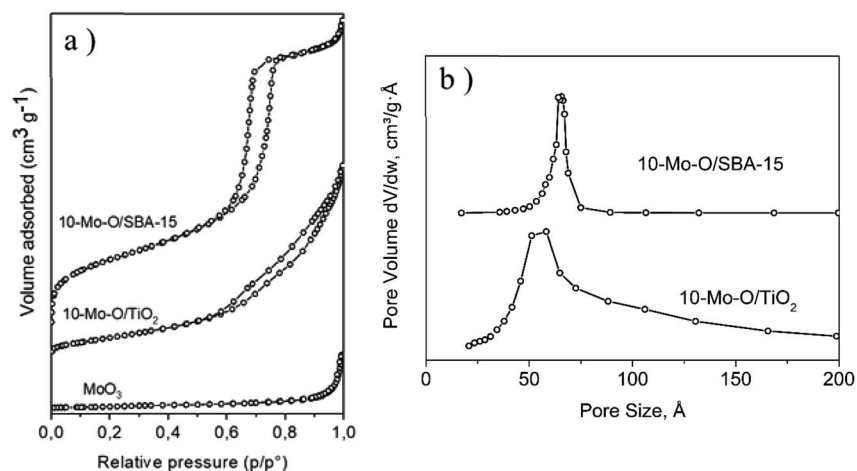 a )
Volume adsorbed (cm³ g⁻¹)
10-Mo-O/SBA-15
10-Mo-O/TiO₂
MoO₃
0,0 0,2 0,4 0,6 0,8 1,0
Relative pressure (p/p°)
b )
Pore Volume dV/dw, cm³/g·Å
10-Mo-O/SBA-15
10-Mo-O/TiO₂
0 50 100 150 200
Pore Size, Å